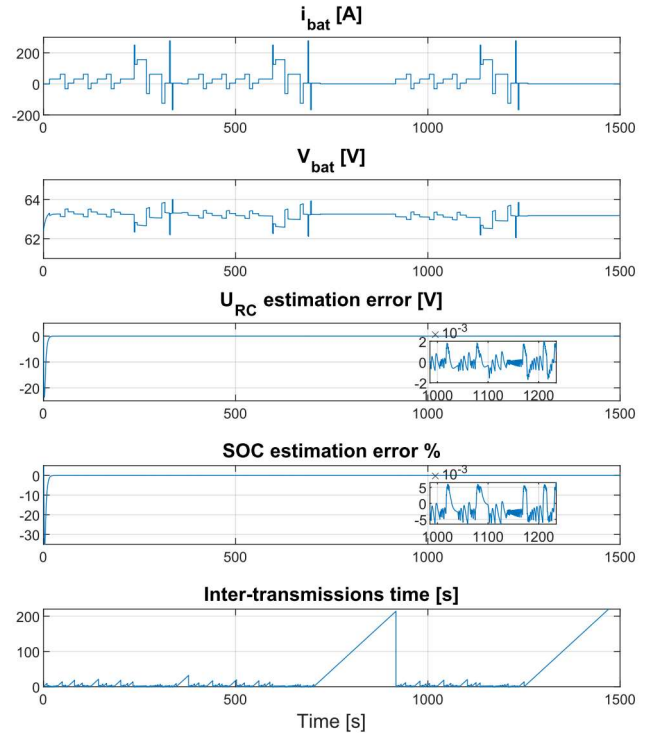 i_bat [A]
200
0
-200
0 500 1000 1500
V_bat [V]
64
62
0 500 1000 1500
U_RC estimation error [V]
0
-10
-20
× 10^-3
2
0
-2
1000 1100 1200
0 500 1000 1500
SOC estimation error %
0
-10
-20
-30
× 10^-3
5
0
-5
1000 1100 1200
0 500 1000 1500
Inter-transmissions time [s]
200
100
0
0 500 1000 1500
Time [s]